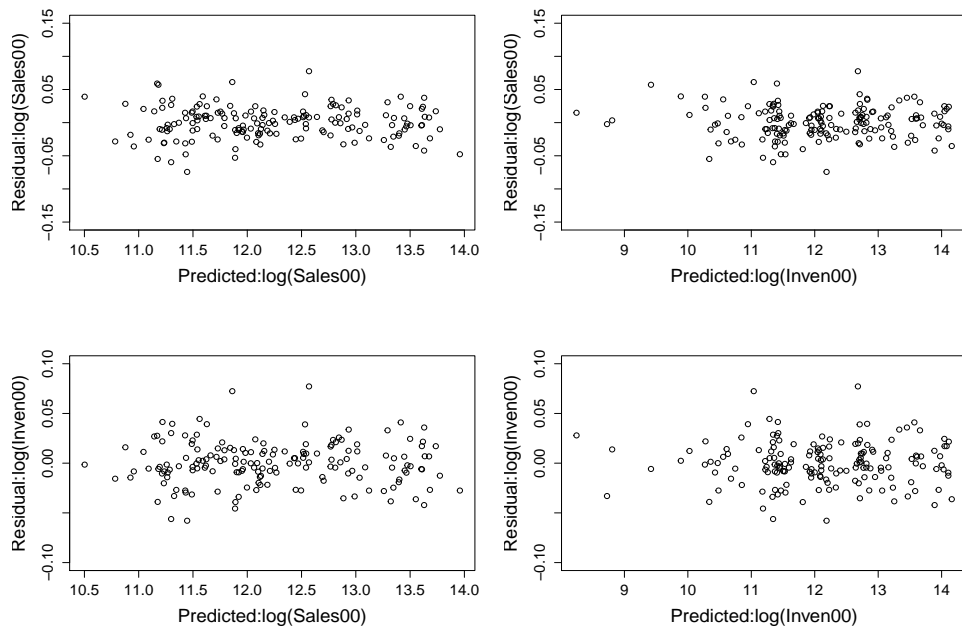 Residual:log(Sales00)
0.15
0.05
−0.05
−0.15
10.5 11.0 11.5 12.0 12.5 13.0 13.5 14.0
Predicted:log(Sales00)
Residual:log(Sales00)
0.15
0.05
−0.05
−0.15
9 10 11 12 13 14
Predicted:log(Inven00)
Residual:log(Inven00)
0.10
0.05
0.00
−0.10
10.5 11.0 11.5 12.0 12.5 13.0 13.5 14.0
Predicted:log(Sales00)
Residual:log(Inven00)
0.10
0.05
0.00
−0.10
9 10 11 12 13 14
Predicted:log(Inven00)